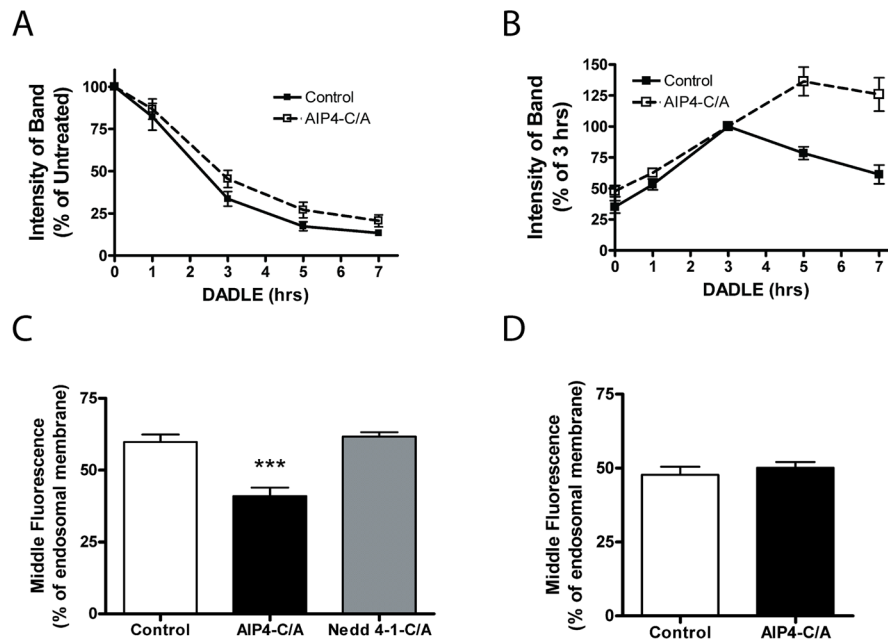 A
Intensity of Band
(% of Untreated)
100
75
50
25
0
0 1 2 3 4 5 6 7
DADLE (hrs)
Control
AIP4-C/A
B
Intensity of Band
(% of 3 hrs)
150
125
100
75
50
25
0
0 1 2 3 4 5 6 7
DADLE (hrs)
Control
AIP4-C/A
C
Middle Fluorescence
(% of endosomal membrane)
75
50
25
0
***
Control AIP4-C/A Nedd 4-1-C/A
D
Middle Fluorescence
(% of endosomal membrane)
75
50
25
0
Control AIP4-C/A